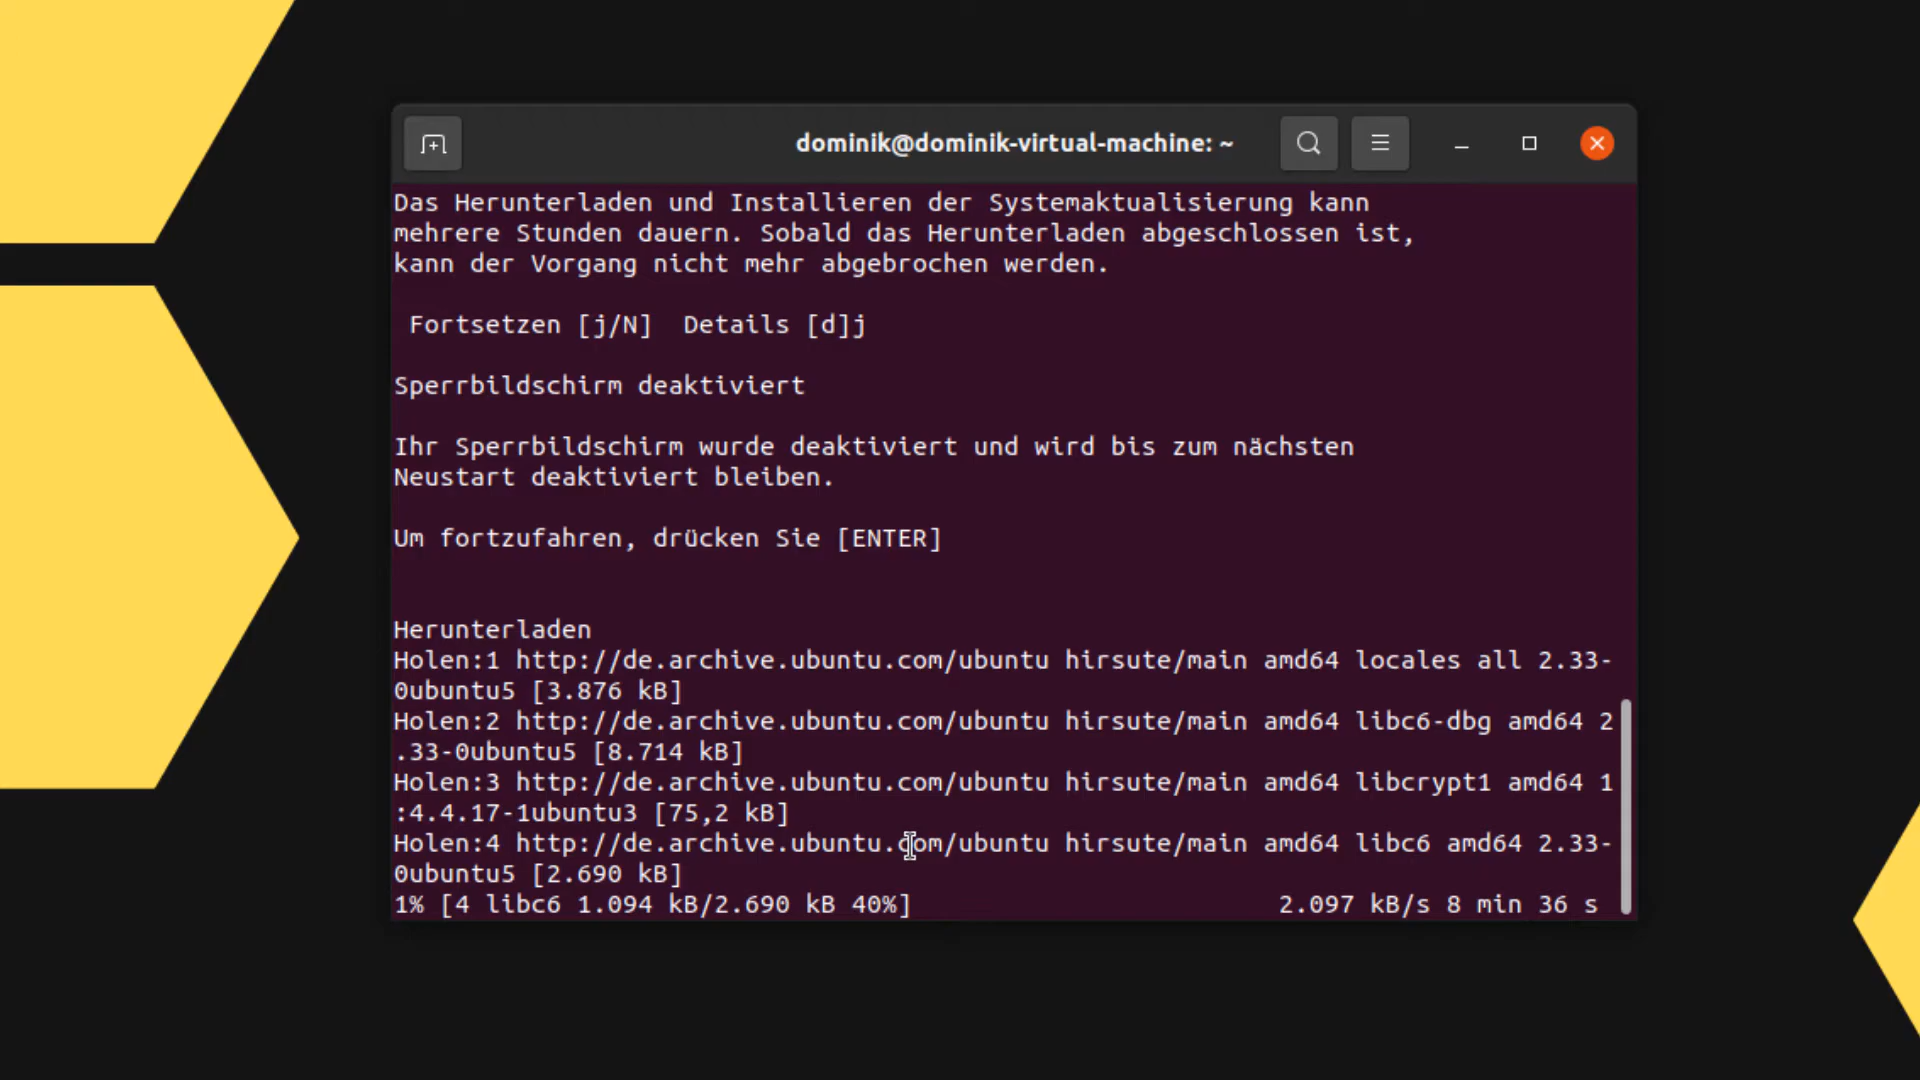 dominik@dominik-virtual-machine: ~
Das Herunterladen und Installieren der Systemaktualisierung kann
mehrere Stunden dauern. Sobald das Herunterladen abgeschlossen ist,
kann der Vorgang nicht mehr abgebrochen werden.
Fortsetzen [j/N]  Details [d]j
Sperrbildschirm deaktiviert
Ihr Sperrbildschirm wurde deaktiviert und wird bis zum nächsten
Neustart deaktiviert bleiben.
Um fortzufahren, drücken Sie [ENTER]
Herunterladen
Holen:1 http://de.archive.ubuntu.com/ubuntu hirsute/main amd64 locales all 2.33-
0ubuntu5 [3.876 kB]
Holen:2 http://de.archive.ubuntu.com/ubuntu hirsute/main amd64 libc6-dbg amd64 2
.33-0ubuntu5 [8.714 kB]
Holen:3 http://de.archive.ubuntu.com/ubuntu hirsute/main amd64 libcrypt1 amd64 1
:4.4.17-1ubuntu3 [75,2 kB]
Holen:4 http://de.archive.ubuntu.com/ubuntu hirsute/main amd64 libc6 amd64 2.33-
0ubuntu5 [2.690 kB]
1% [4 libc6 1.094 kB/2.690 kB 40%] 2.097 kB/s 8 min 36 s